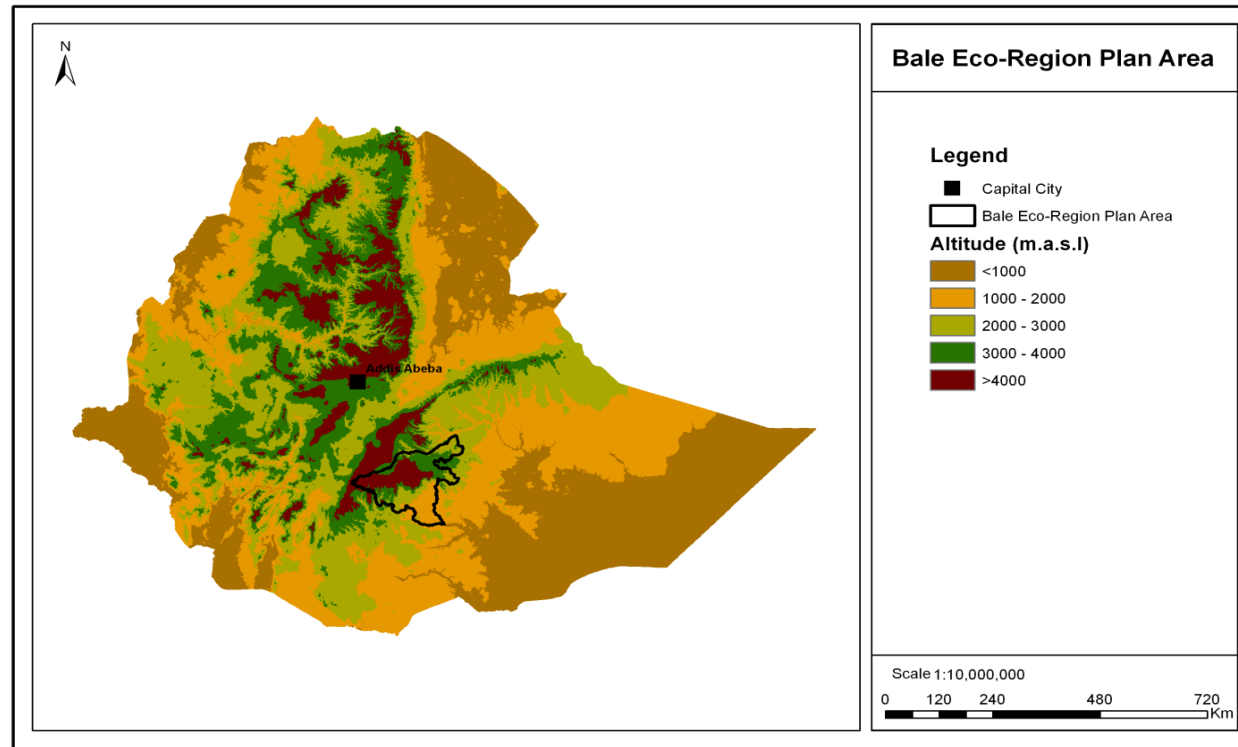 N
Addis Abeba
Bale Eco-Region Plan Area
Legend
Capital City
Bale Eco-Region Plan Area
Altitude (m.a.s.l)
<1000
1000 - 2000
2000 - 3000
3000 - 4000
>4000
Scale 1:10,000,000
0 120 240 480 720
Km